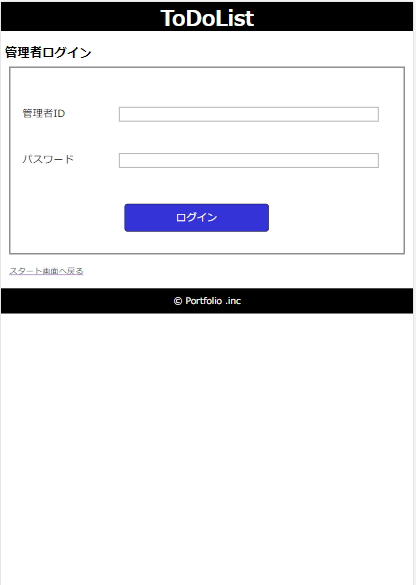 ToDoList
管理者ログイン
管理者ID
パスワード
ログイン
スタート画面へ戻る
© Portfolio .inc